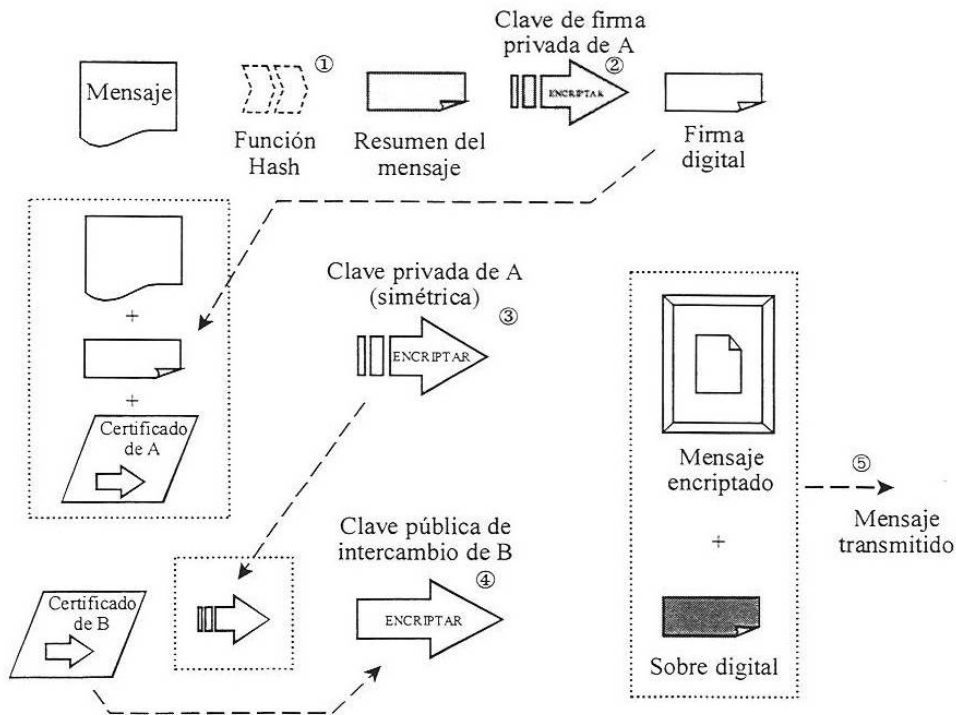 Clave de firma
privada de A
Mensaje
①
②
ENCRIPTAR
Función
Hash
Resumen del
mensaje
Firma
digital
Clave privada de A
(simétrica)
③
ENCRIPTAR
+
+
Certificado
de A
Mensaje
encriptado
⑤
Mensaje
transmitido
+
Clave pública de
intercambio de B
④
ENCRIPTAR
Certificado
de B
Sobre digital